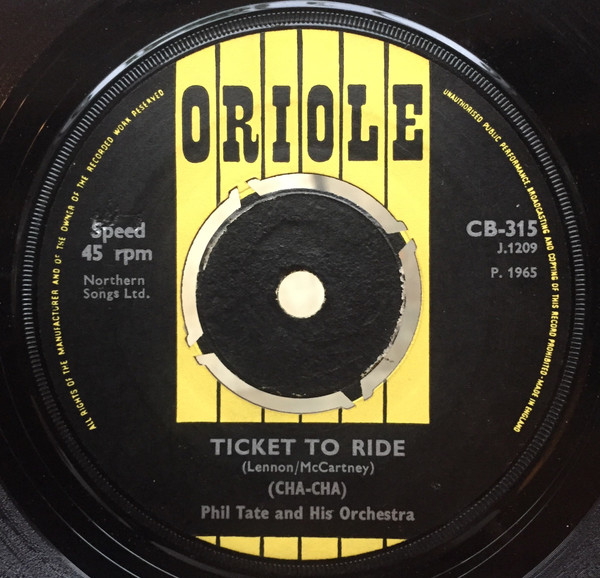 ORIOLE
ALL RIGHTS OF THE MANUFACTURER AND OF THE OWNER OF THE RECORDED WORK RESERVED
UNAUTHORISED PUBLIC PERFORMANCE, BROADCASTING AND COPYING OF THIS RECORD PROHIBITED · MADE IN ENGLAND
Speed
45 rpm
Northern
Songs Ltd.
CB-315
J.1209
P. 1965
TICKET TO RIDE
(Lennon/McCartney)
(CHA-CHA)
Phil Tate and His Orchestra